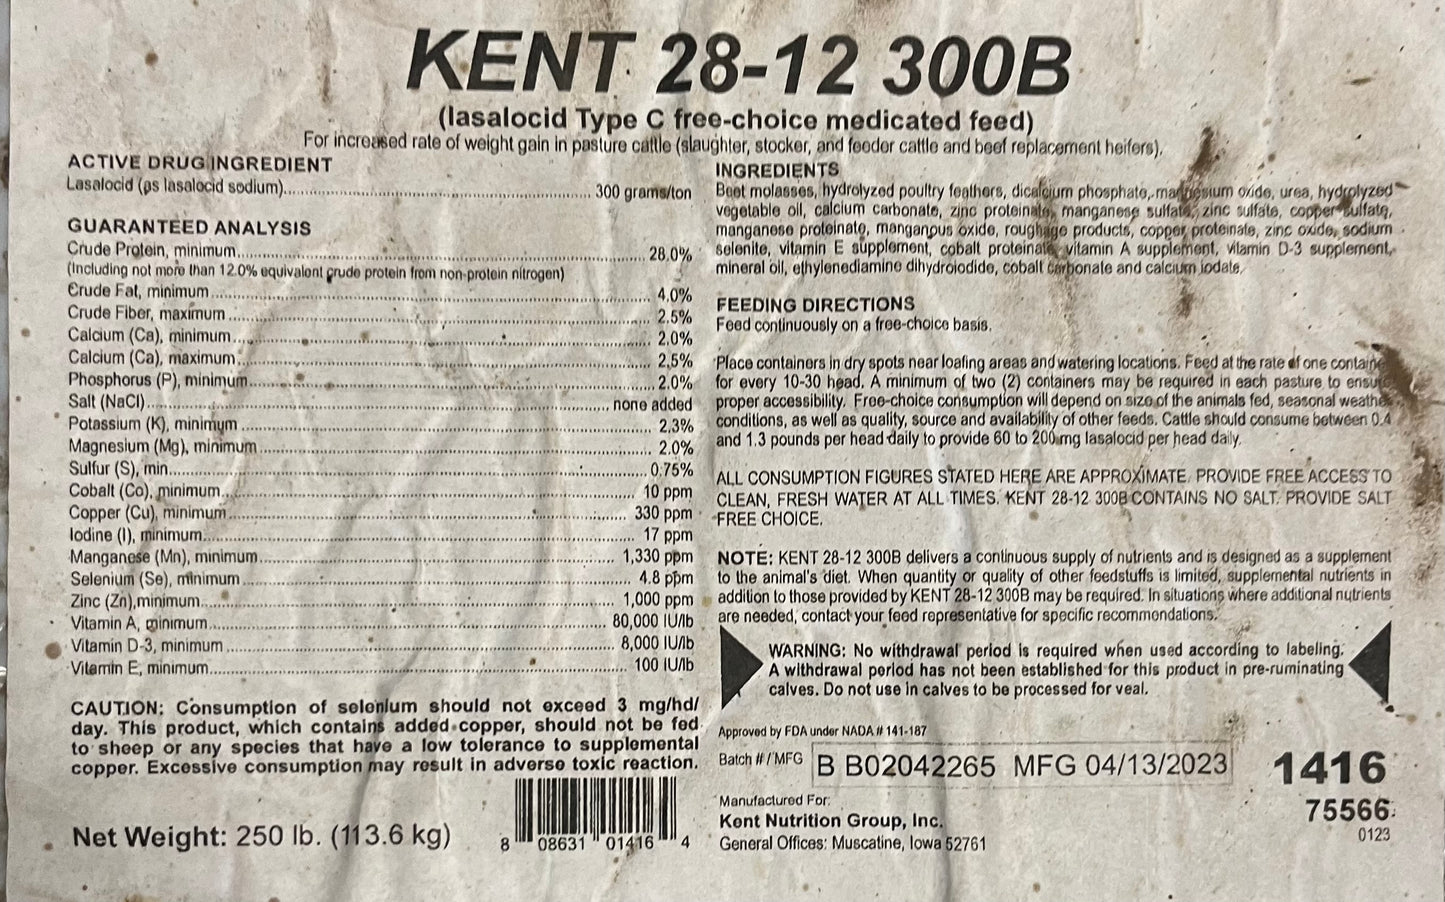 KENT 28-12 300B
(lasalocid Type C free-choice medicated feed)
For increased rate of weight gain in pasture cattle (slaughter, stocker, and feeder cattle and beef replacement heifers).
ACTIVE DRUG INGREDIENT
Lasalocid (as lasalocid sodium)........ 300 grams/ton
GUARANTEED ANALYSIS
Crude Protein, minimum........ 28.0%
(Including not more than 12.0% equivalent crude protein from non-protein nitrogen)
Crude Fat, minimum........ 4.0%
Crude Fiber, maximum........ 2.5%
Calcium (Ca), minimum........ 2.0%
Calcium (Ca), maximum........ 2.5%
Phosphorus (P), minimum........ 2.0%
Salt (NaCl)........ none added
Potassium (K), minimum........ 2.3%
Magnesium (Mg), minimum........ 2.0%
Sulfur (S), min........ 0.75%
Cobalt (Co), minimum........ 10 ppm
Copper (Cu), minimum........ 330 ppm
Iodine (I), minimum........ 17 ppm
Manganese (Mn), minimum........ 1,330 ppm
Selenium (Se), minimum........ 4.8 ppm
Zinc (Zn),minimum........ 1,000 ppm
Vitamin A, minimum........ 80,000 IU/lb
Vitamin D-3, minimum........ 8,000 IU/lb
Vitamin E, minimum........ 100 IU/lb
CAUTION: Consumption of selenium should not exceed 3 mg/hd/
day. This product, which contains added copper, should not be fed
to sheep or any species that have a low tolerance to supplemental
copper. Excessive consumption may result in adverse toxic reaction.
Net Weight: 250 lb. (113.6 kg)
8 08631 01416 4
INGREDIENTS
Beet molasses, hydrolyzed poultry feathers, dicalcium phosphate, magnesium oxide, urea, hydrolyzed
vegetable oil, calcium carbonate, zinc proteinate, manganese sulfate, zinc sulfate, copper sulfate,
manganese proteinate, manganous oxide, roughage products, copper proteinate, zinc oxide, sodium
selenite, vitamin E supplement, cobalt proteinate, vitamin A supplement, vitamin D-3 supplement,
mineral oil, ethylenediamine dihydroiodide, cobalt carbonate and calcium iodate.
FEEDING DIRECTIONS
Feed continuously on a free-choice basis.
Place containers in dry spots near loafing areas and watering locations. Feed at the rate of one container
for every 10-30 head. A minimum of two (2) containers may be required in each pasture to ensure
proper accessibility. Free-choice consumption will depend on size of the animals fed, seasonal weather
conditions, as well as quality, source and availability of other feeds. Cattle should consume between 0.4
and 1.3 pounds per head daily to provide 60 to 200 mg lasalocid per head daily.
ALL CONSUMPTION FIGURES STATED HERE ARE APPROXIMATE. PROVIDE FREE ACCESS TO
CLEAN, FRESH WATER AT ALL TIMES. KENT 28-12 300B CONTAINS NO SALT. PROVIDE SALT
FREE CHOICE.
NOTE: KENT 28-12 300B delivers a continuous supply of nutrients and is designed as a supplement
to the animal's diet. When quantity or quality of other feedstuffs is limited, supplemental nutrients in
addition to those provided by KENT 28-12 300B may be required. In situations where additional nutrients
are needed, contact your feed representative for specific recommendations.
WARNING: No withdrawal period is required when used according to labeling.
A withdrawal period has not been established for this product in pre-ruminating
calves. Do not use in calves to be processed for veal.
Approved by FDA under NADA # 141-187
Batch # / MFG B B02042265 MFG 04/13/2023
1416
75566
0123
Manufactured For:
Kent Nutrition Group, Inc.
General Offices: Muscatine, Iowa 52761